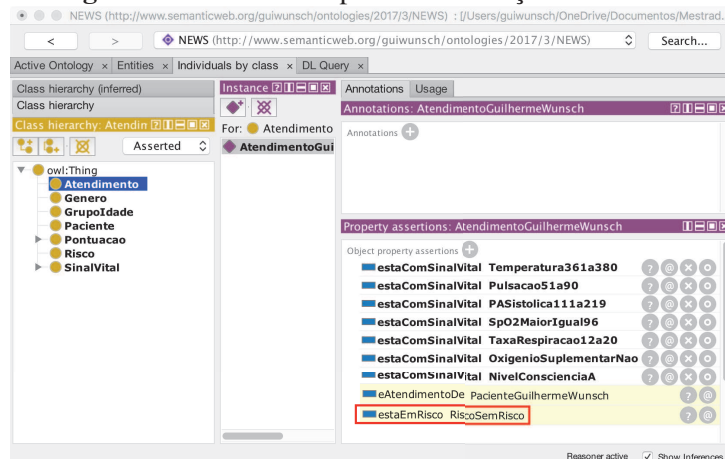 NEWS (http://www.semanticweb.org/guiwunsch/ontologies/2017/3/NEWS) : [/Users/guiwunsch/OneDrive/Documentos/Mestrad.
< > NEWS (http://www.semanticweb.org/guiwunsch/ontologies/2017/3/NEWS) Search...
Active Ontology × Entities × Individuals by class × DL Query ×
Class hierarchy (inferred)
Class hierarchy
Class hierarchy: Atendim
Asserted
owl:Thing
Atendimento
Genero
GrupoIdade
Paciente
Pontuacao
Risco
SinalVital
Instance
For: Atendimento
AtendimentoGui
Annotations Usage
Annotations: AtendimentoGuilhermeWunsch
Annotations
Property assertions: AtendimentoGuilhermeWunsch
Object property assertions
estaComSinalVital Temperatura361a380
estaComSinalVital Pulsacao51a90
estaComSinalVital PASistolica111a219
estaComSinalVital SpO2MaiorIgual96
estaComSinalVital TaxaRespiracao12a20
estaComSinalVital OxigenioSuplementarNao
estaComSinalVital NivelConscienciaA
eAtendimentoDe PacienteGuilhermeWunsch
estaEmRisco RiscoSemRisco
Reasoner active ✓ Show Inferences